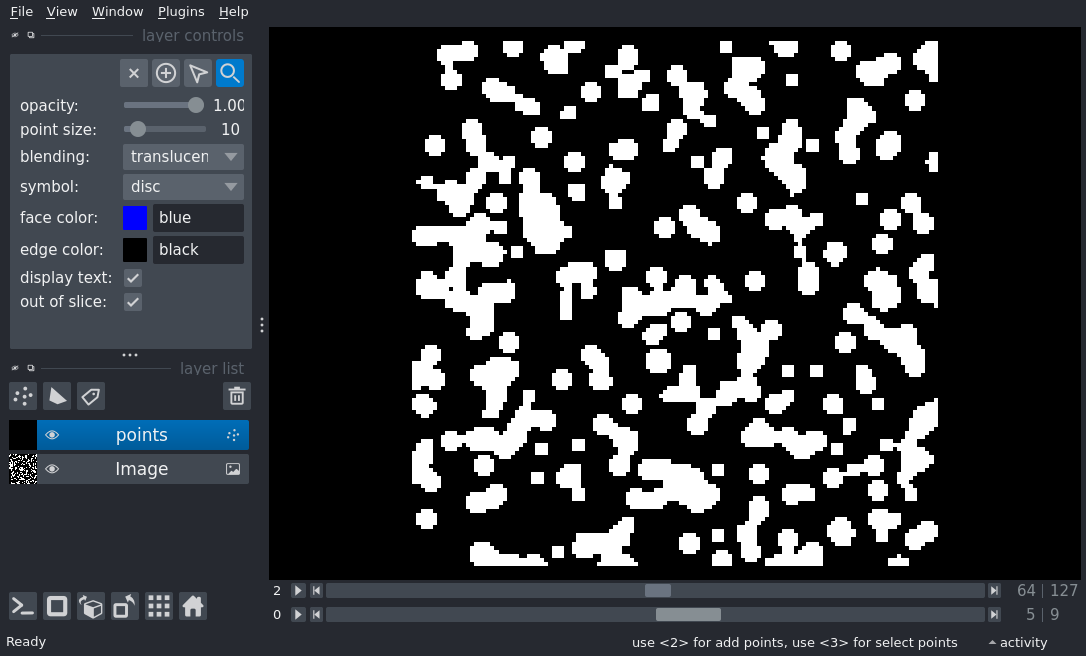 File View Window Plugins Help
layer controls
opacity: 1.00
point size: 10
blending: translucen
symbol: disc
face color: blue
edge color: black
display text:
out of slice:
layer list
points
Image
2 64 127
0 5 9
Ready use <2> for add points, use <3> for select points activity